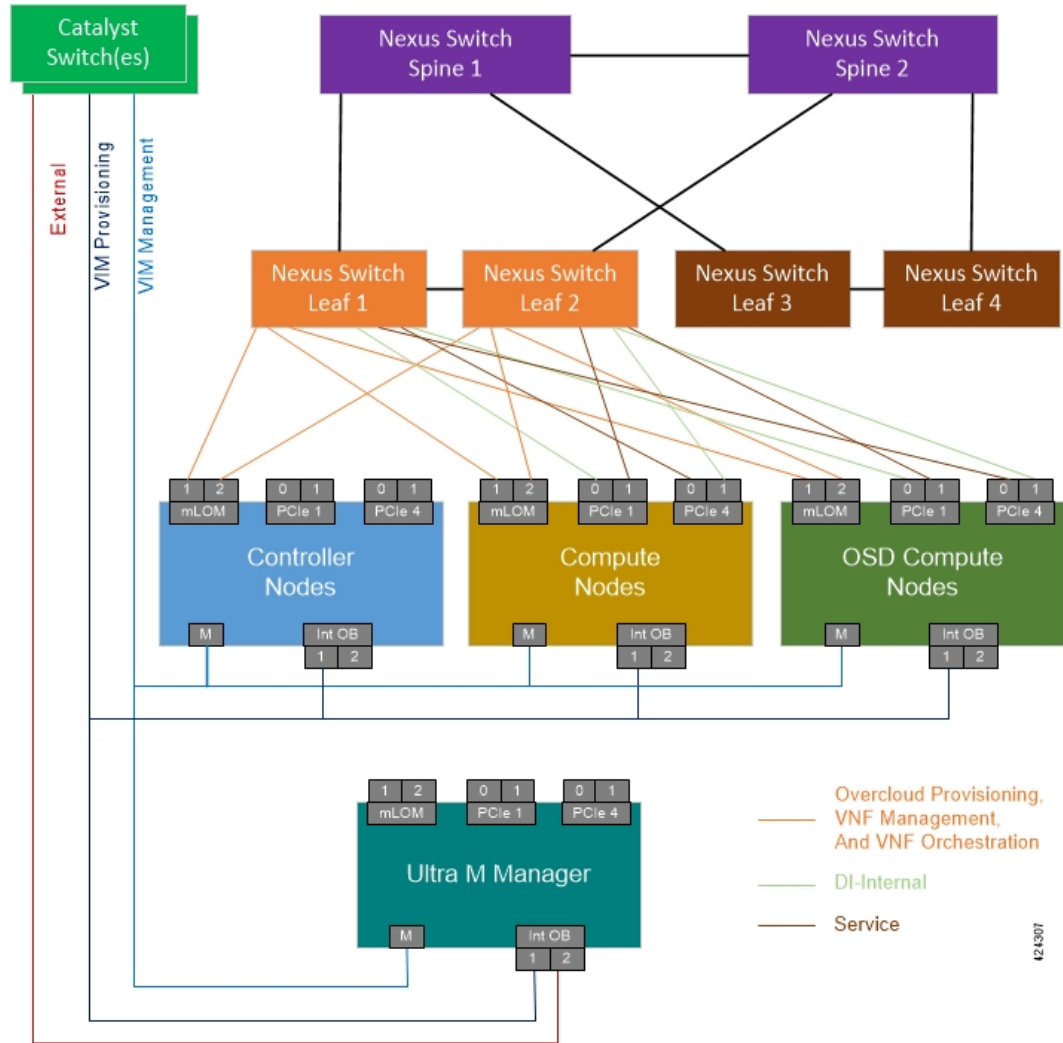 Catalyst
Switch(es)
Nexus Switch
Spine 1
Nexus Switch
Spine 2
External
VIM Provisioning
VIM Management
Nexus Switch
Leaf 1
Nexus Switch
Leaf 2
Nexus Switch
Leaf 3
Nexus Switch
Leaf 4
1 2
mLOM
0 1
PCIe 1
0 1
PCIe 4
Controller
Nodes
M
Int OB
1 2
1 2
mLOM
0 1
PCIe 1
0 1
PCIe 4
Compute
Nodes
M
Int OB
1 2
1 2
mLOM
0 1
PCIe 1
0 1
PCIe 4
OSD Compute
Nodes
M
Int OB
1 2
1 2
mLOM
0 1
PCIe 1
0 1
PCIe 4
Ultra M Manager
M
Int OB
1 2
Overcloud Provisioning,
VNF Management,
And VNF Orchestration
DI-Internal
Service
424307